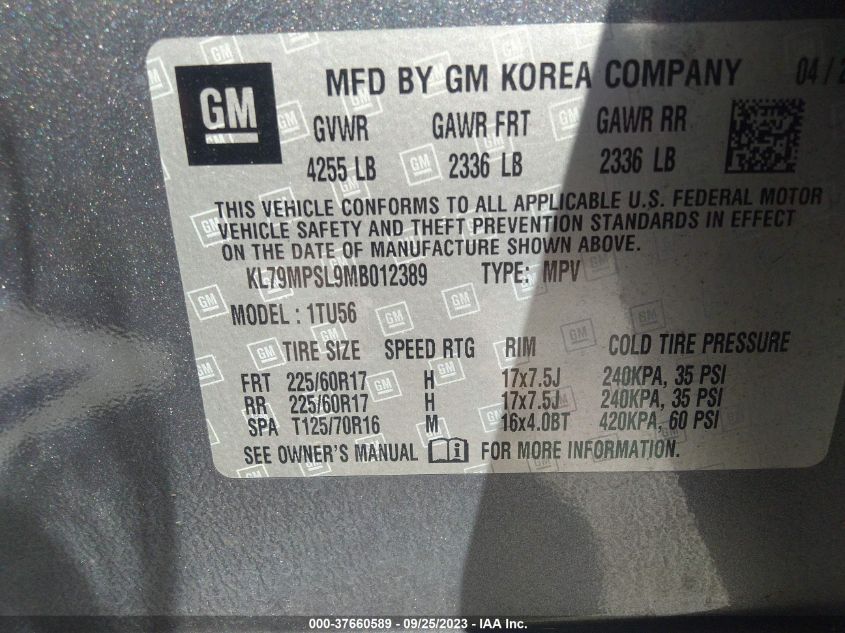 GM MFD BY GM KOREA COMPANY 04 /
GVWR GAWR FRT GAWR RR
4255 LB 2336 LB 2336 LB
THIS VEHICLE CONFORMS TO ALL APPLICABLE U.S. FEDERAL MOTOR
VEHICLE SAFETY AND THEFT PREVENTION STANDARDS IN EFFECT
ON THE DATE OF MANUFACTURE SHOWN ABOVE.
KL79MPSL9MB012389 TYPE: MPV
MODEL : 1TU56
TIRE SIZE SPEED RTG RIM COLD TIRE PRESSURE
FRT 225/60R17 H 17x7.5J 240KPA, 35 PSI
RR 225/60R17 H 17x7.5J 240KPA, 35 PSI
SPA T125/70R16 M 16x4.0BT 420KPA, 60 PSI
SEE OWNER'S MANUAL FOR MORE INFORMATION.
000-37660589 - 09/25/2023 - IAA Inc.